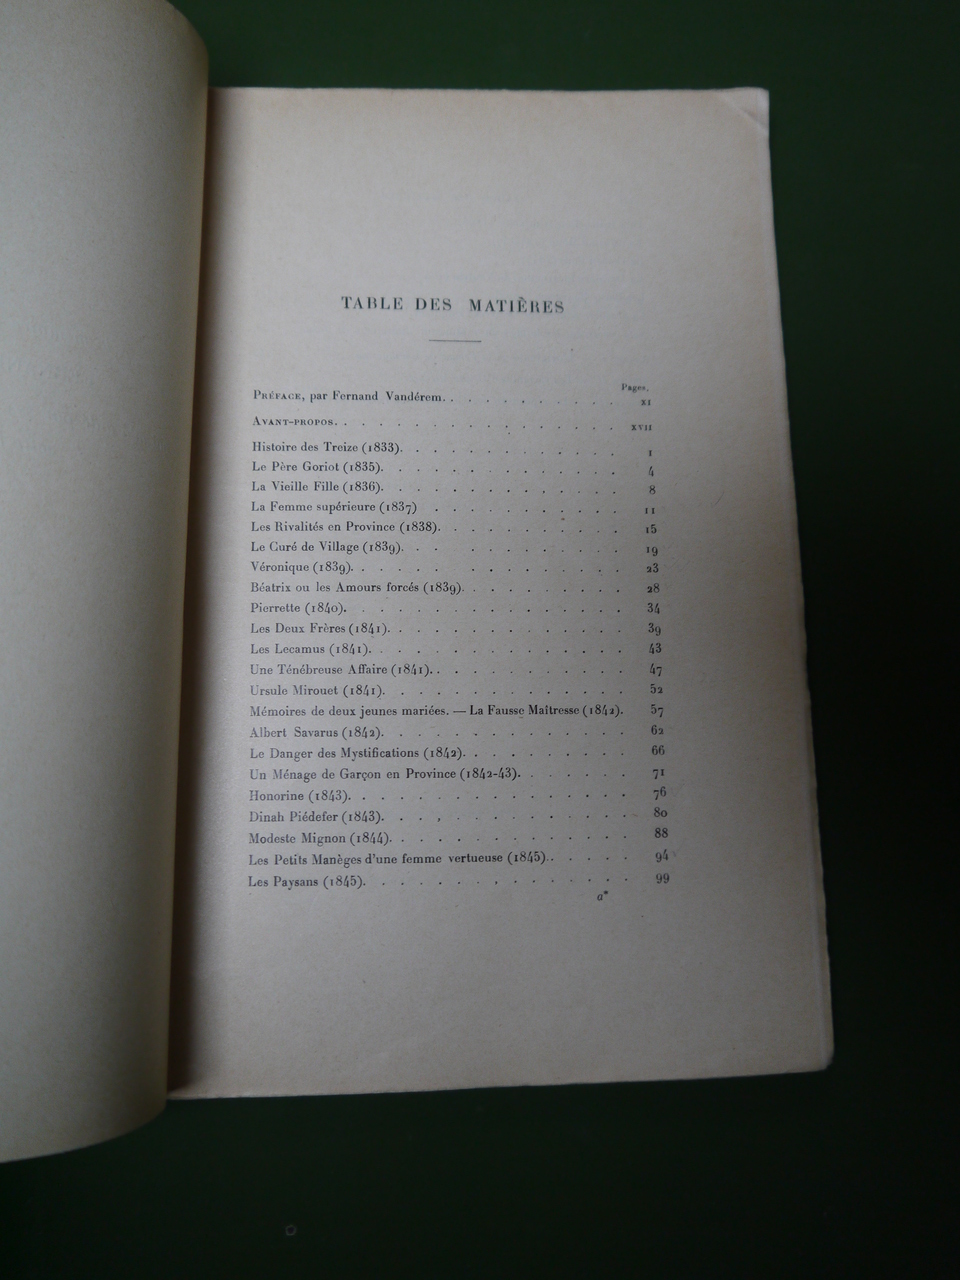 TABLE DES MATIÈRES
Pages.
PRÉFACE, par Fernand Vandérem. . . . . . . . . . . XI
AVANT-PROPOS. . . . . . . . . . . . . . . . XVII
Histoire des Treize (1833). . . . . . . . . . . . 1
Le Père Goriot (1835). . . . . . . . . . . . . 4
La Vieille Fille (1836). . . . . . . . . . . . . 8
La Femme supérieure (1837) . . . . . . . . . . . 11
Les Rivalités en Province (1838). . . . . . . . . . 15
Le Curé de Village (1839). . . . . . . . . . . . 19
Véronique (1839). . . . . . . . . . . . . . 23
Béatrix ou les Amours forcés (1839). . . . . . . . . 28
Pierrette (1840). . . . . . . . . . . . . . . 34
Les Deux Frères (1841). . . . . . . . . . . . . 39
Les Lecamus (1841). . . . . . . . . . . . . . 43
Une Ténébreuse Affaire (1841). . . . . . . . . . . 47
Ursule Mirouet (1841). . . . . . . . . . . . . 52
Mémoires de deux jeunes mariées. — La Fausse Maîtresse (1842). 57
Albert Savarus (1842). . . . . . . . . . . . . 62
Le Danger des Mystifications (1842). . . . . . . . . 66
Un Ménage de Garçon en Province (1842-43). . . . . . . 71
Honorine (1843). . . . . . . . . . . . . . . 76
Dinah Piédefer (1843). . . . . . . . . . . . . 80
Modeste Mignon (1844). . . . . . . . . . . . . 88
Les Petits Manèges d'une femme vertueuse (1845). . . . . . 94
Les Paysans (1845). . . . . . . . . . . . . . 99
a*